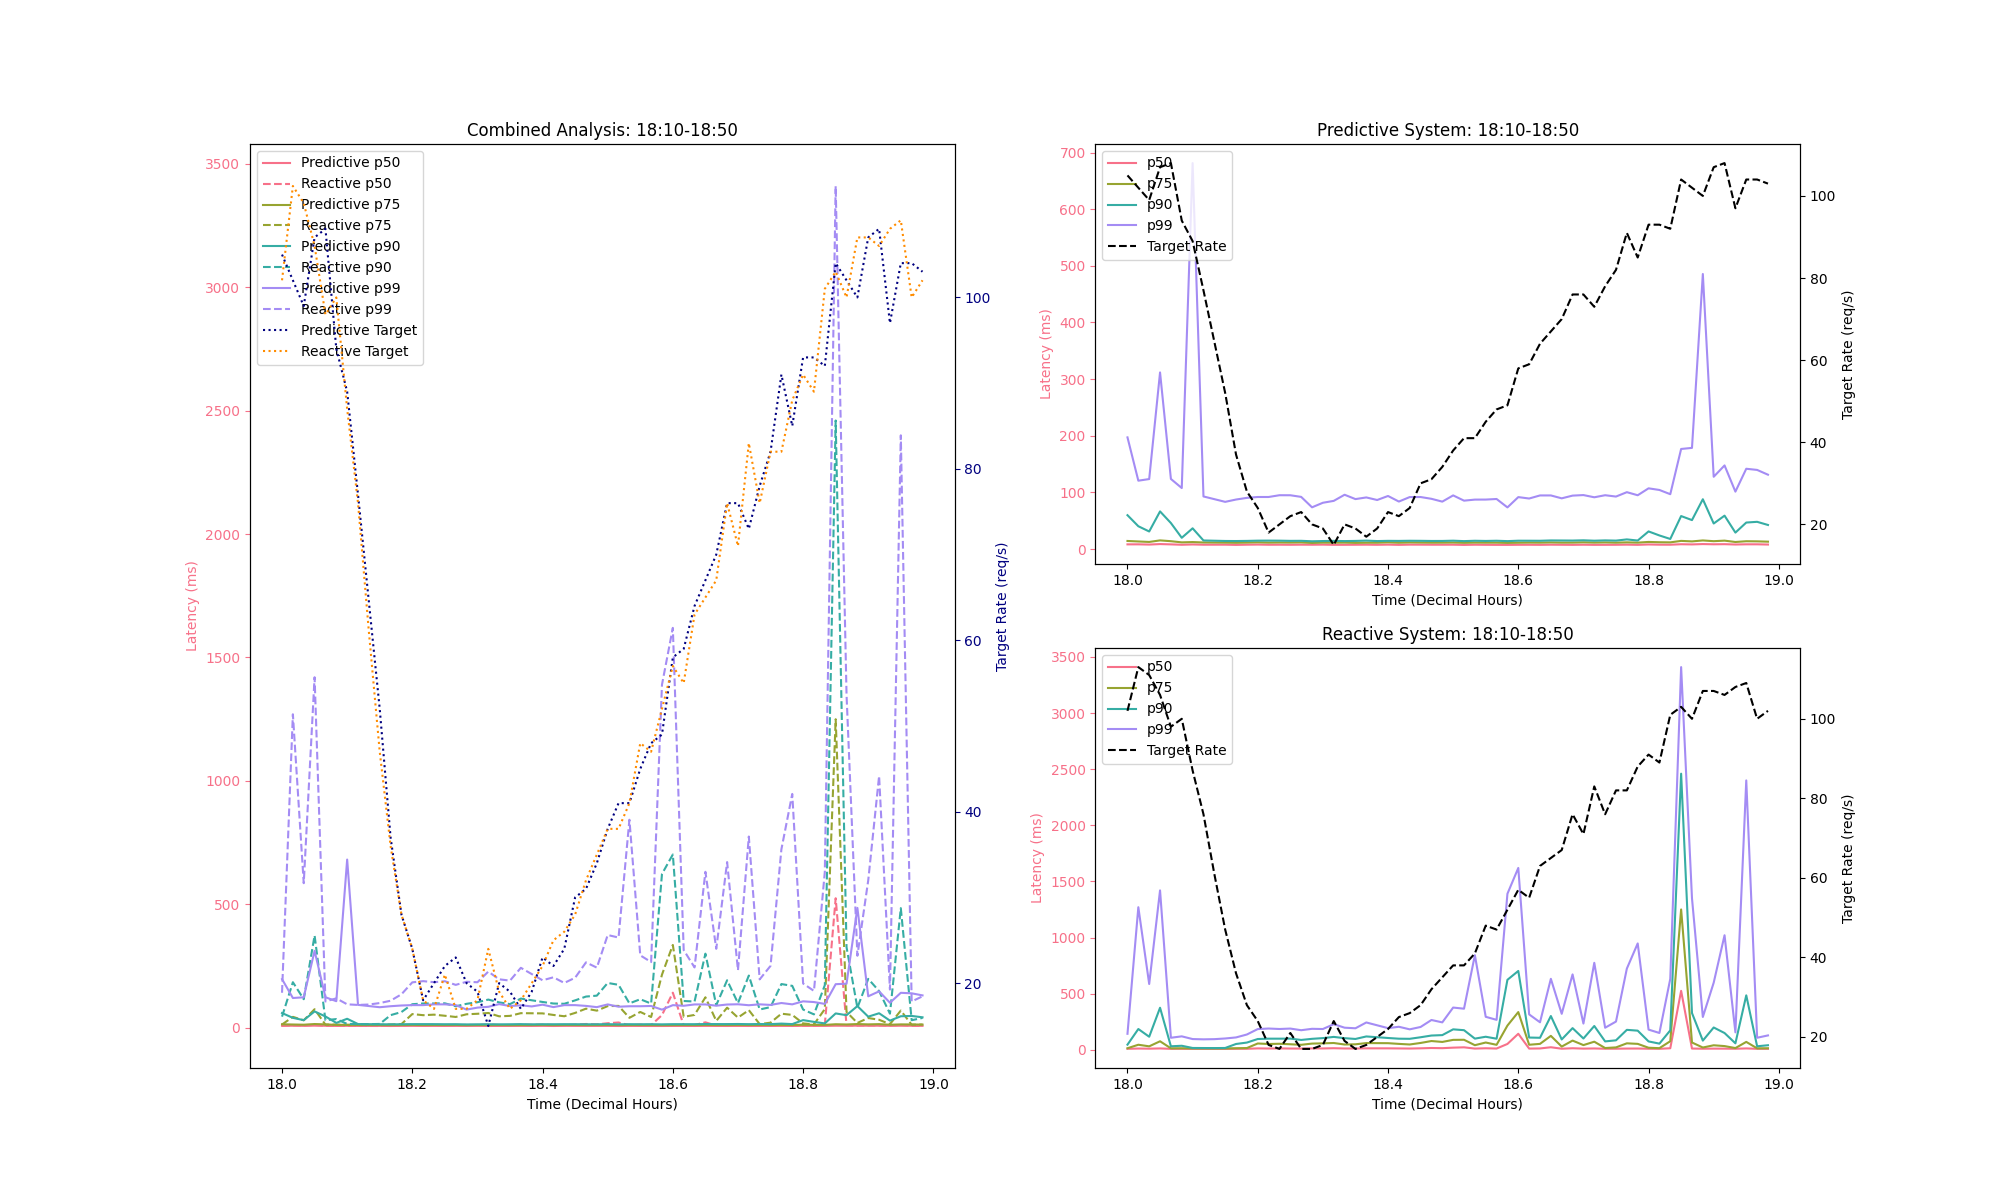 Combined Analysis: 18:10-18:50
Predictive p50
Reactive p50
Predictive p75
Reactive p75
Predictive p90
Reactive p90
Predictive p99
Reactive p99
Predictive Target
Reactive Target
3500
3000
2500
2000
1500
1000
500
0
Latency (ms)
100
80
60
40
20
Target Rate (req/s)
18.0 18.2 18.4 18.6 18.8 19.0
Time (Decimal Hours)
Predictive System: 18:10-18:50
p50
p75
p90
p99
Target Rate
700
600
500
400
300
200
100
0
Latency (ms)
100
80
60
40
20
Target Rate (req/s)
18.0 18.2 18.4 18.6 18.8 19.0
Time (Decimal Hours)
Reactive System: 18:10-18:50
p50
p75
p90
p99
Target Rate
3500
3000
2500
2000
1500
1000
500
0
Latency (ms)
100
80
60
40
20
Target Rate (req/s)
18.0 18.2 18.4 18.6 18.8 19.0
Time (Decimal Hours)